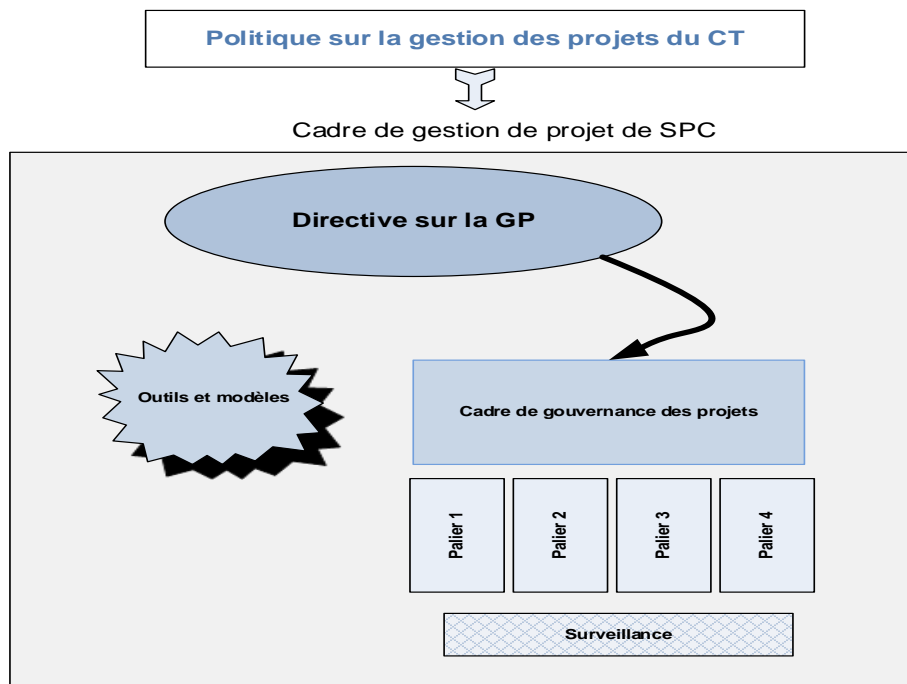 Politique sur la gestion des projets du CT
Cadre de gestion de projet de SPC
Directive sur la GP
Outils et modèles
Cadre de gouvernance des projets
Palier 1
Palier 2
Palier 3
Palier 4
Surveillance